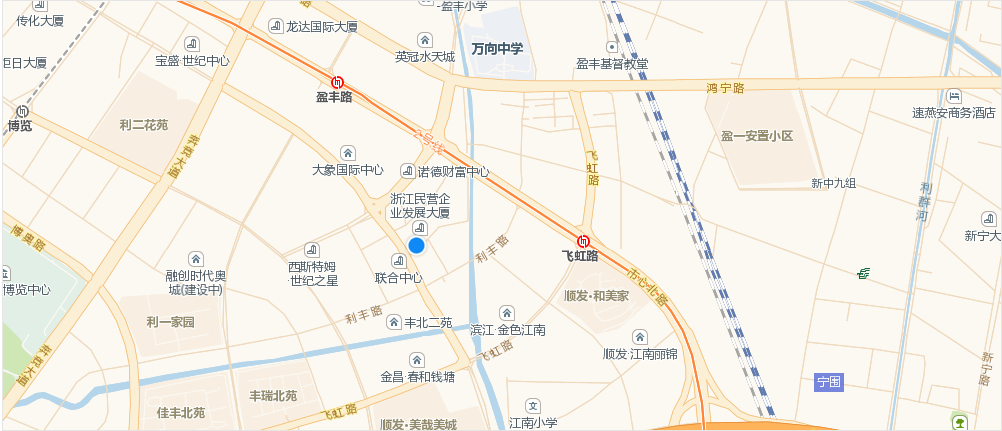 传化大厦
盈丰小学
龙达国际大厦
万向中学
英冠水天城
盈丰基督教堂
宝盛·世纪中心
巨日大厦
盈丰路
鸿宁路
速燕安商务酒店
博览
利二花苑
2号线
盈一安置小区
大象国际中心
诺德财富中心
飞虹路
新中九组
利群河
浙江民营企
业发展大厦
博奥路
利丰路
飞虹路
新宁大
融创时代奥
城(建设中)
西斯特姆
·世纪之星
联合中心
市心北路
博览中心
顺发·和美家
利一家园
利丰路
丰北二苑
滨江·金色江南
飞虹路
顺发·江南丽锦
新宁路
金昌·春和钱塘
宁围
丰瑞北苑
佳丰北苑
飞虹路
顺发·美哉美城
江南小学